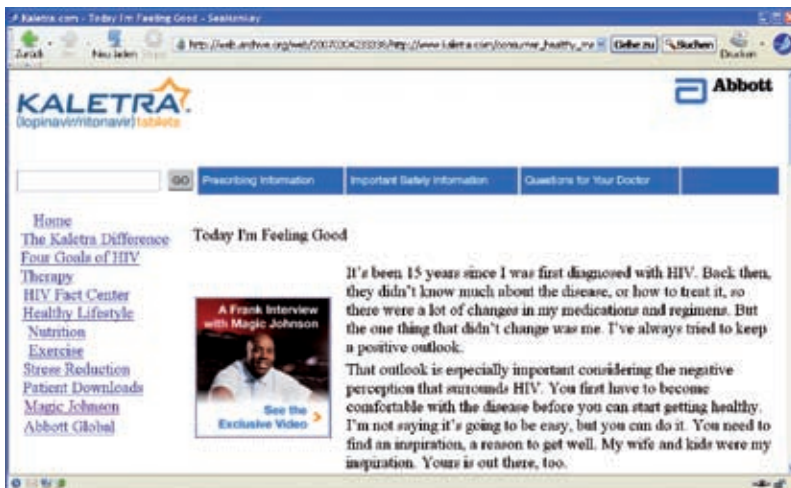 Kaletra.com - Today I'm Feeling Good - SeaMonkey
Zurück
Neu laden
Gehe zu
Suchen
Drucken
KALETRA.
(lopinavir/ritonavir) tablets
Abbott
GO
Prescribing Information
Important Safety Information
Questions for Your Doctor
Home
The Kaletra Difference
Four Goals of HIV
Therapy
HIV Fact Center
Healthy Lifestyle
Nutrition
Exercise
Stress Reduction
Patient Downloads
Magic Johnson
Abbott Global
Today I'm Feeling Good
A Frank Interview
with Magic Johnson
See the
Exclusive Video >
It's been 15 years since I was first diagnosed with HIV. Back then,
they didn't know much about the disease, or how to treat it, so
there were a lot of changes in my medications and regimens. But
the one thing that didn't change was me. I've always tried to keep
a positive outlook.
That outlook is especially important considering the negative
perception that surrounds HIV. You first have to become
comfortable with the disease before you can start getting healthy.
I'm not saying it's going to be easy, but you can do it. You need to
find an inspiration, a reason to get well. My wife and kids were my
inspiration. Yours is out there, too.